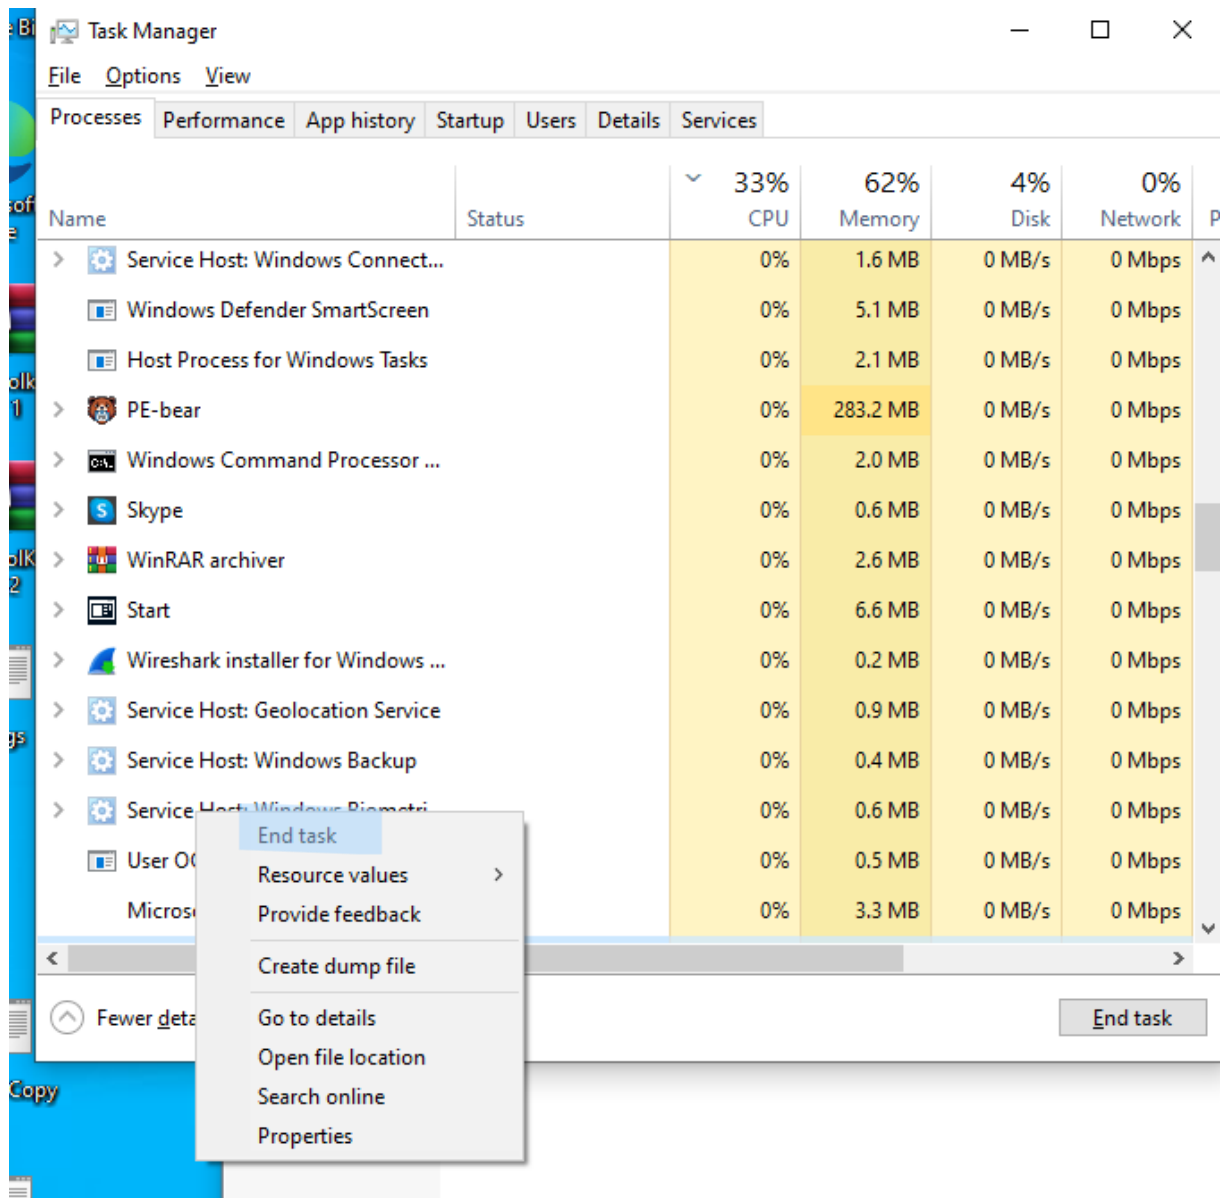 e Bi
Task Manager
File Options View
Processes Performance App history Startup Users Details Services
33% 62% 4% 0%
Name Status CPU Memory Disk Network P
Service Host: Windows Connect... 0% 1.6 MB 0 MB/s 0 Mbps
Windows Defender SmartScreen 0% 5.1 MB 0 MB/s 0 Mbps
Host Process for Windows Tasks 0% 2.1 MB 0 MB/s 0 Mbps
PE-bear 0% 283.2 MB 0 MB/s 0 Mbps
Windows Command Processor ... 0% 2.0 MB 0 MB/s 0 Mbps
Skype 0% 0.6 MB 0 MB/s 0 Mbps
WinRAR archiver 0% 2.6 MB 0 MB/s 0 Mbps
Start 0% 6.6 MB 0 MB/s 0 Mbps
Wireshark installer for Windows ... 0% 0.2 MB 0 MB/s 0 Mbps
Service Host: Geolocation Service 0% 0.9 MB 0 MB/s 0 Mbps
Service Host: Windows Backup 0% 0.4 MB 0 MB/s 0 Mbps
Service Host: Windows Biometri 0% 0.6 MB 0 MB/s 0 Mbps
User OO 0% 0.5 MB 0 MB/s 0 Mbps
Micros 0% 3.3 MB 0 MB/s 0 Mbps
End task
Resource values
Provide feedback
Create dump file
Go to details
Open file location
Search online
Properties
Fewer deta
End task
Copy